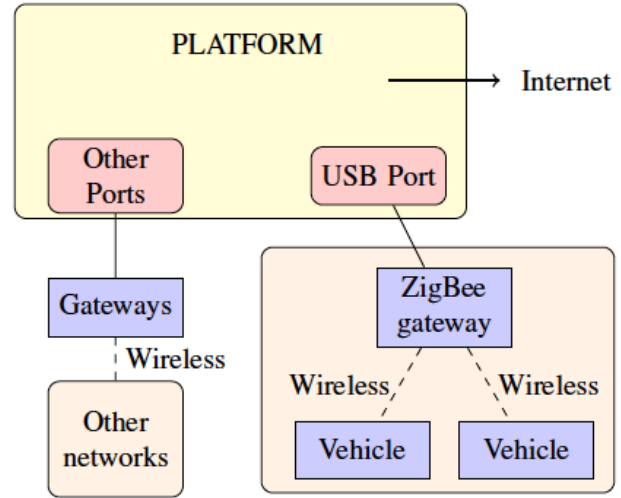 PLATFORM
Internet
Other
Ports
USB Port
Gateways
ZigBee
gateway
Wireless
Wireless
Wireless
Other
networks
Vehicle
Vehicle